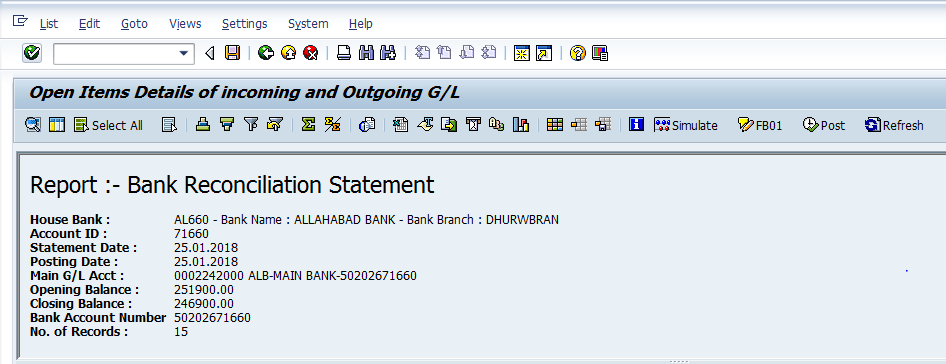 List Edit Goto Views Settings System Help
Open Items Details of incoming and Outgoing G/L
Select All Simulate FB01 Post Refresh
Report :- Bank Reconciliation Statement
House Bank : AL660 - Bank Name : ALLAHABAD BANK - Bank Branch : DHURWBRAN
Account ID : 71660
Statement Date : 25.01.2018
Posting Date : 25.01.2018
Main G/L Acct : 0002242000 ALB-MAIN BANK-50202671660
Opening Balance : 251900.00
Closing Balance : 246900.00
Bank Account Number 50202671660
No. of Records : 15